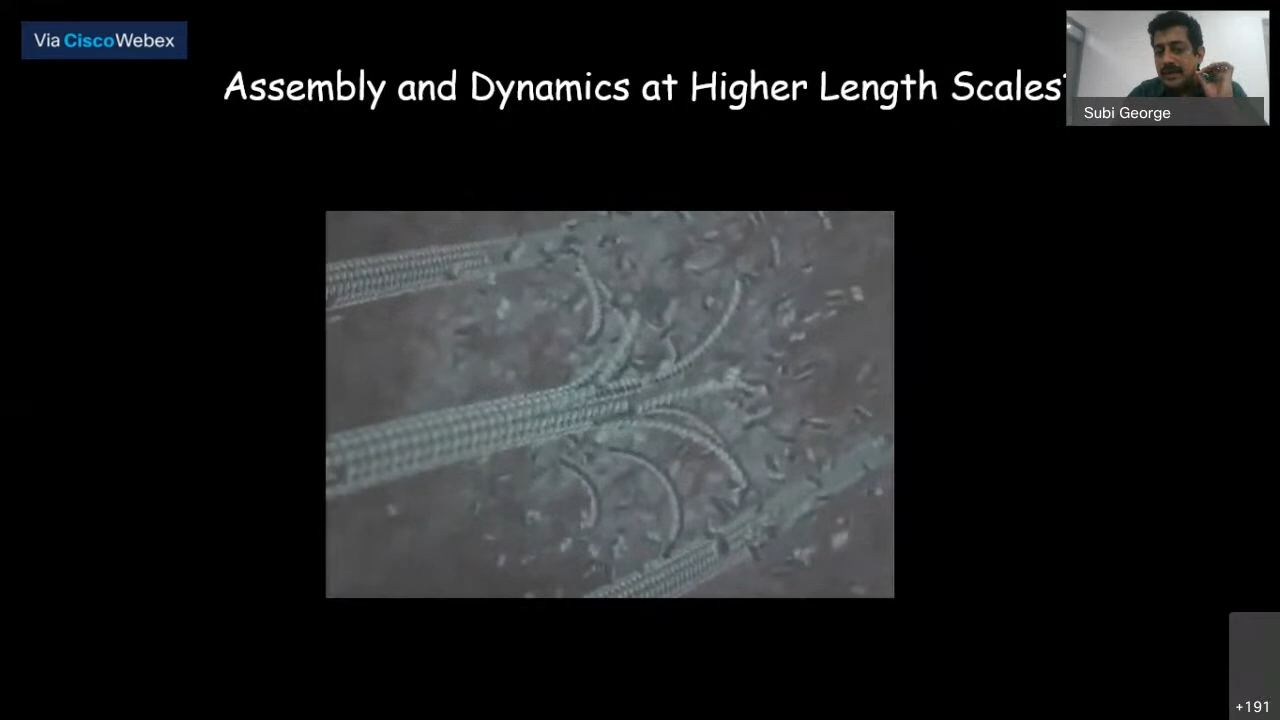 Via CiscoWebex
Assembly and Dynamics at Higher Length Scales
Subi George
+191